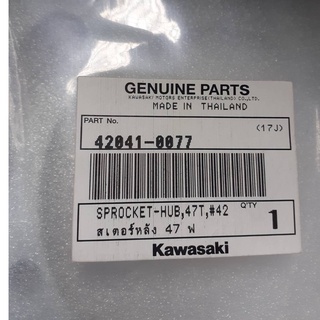 GENUINE PARTS
KAWASAKI MOTORS ENTERPRISE(THAILAND) CO.,LTD.
MADE IN THAILAND
PART No. (17J)
42041-0077
SPROCKET-HUB,47T,#42 Q'TY
สเตอร์หลัง 47 ฟ 1
Kawasaki